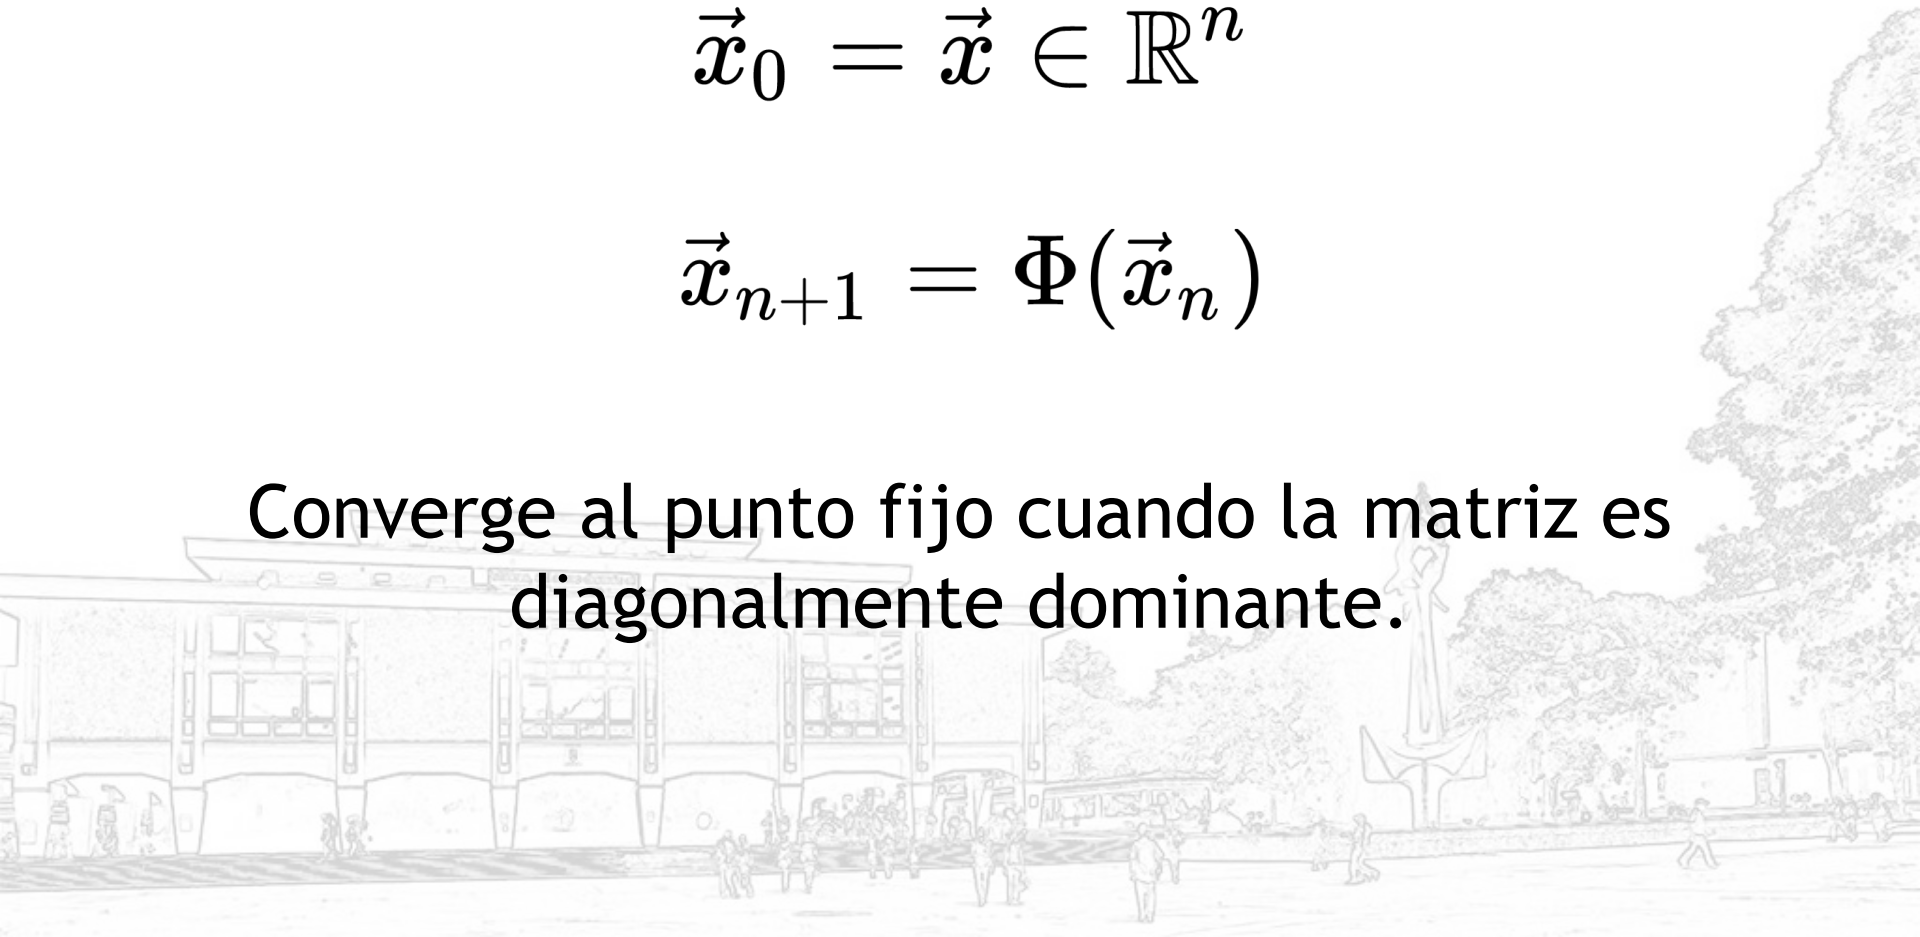 x⃗₀ = x⃗ ∈ ℝⁿ
x⃗ₙ₊₁ = Φ(x⃗ₙ)
Converge al punto fijo cuando la matriz es
diagonalmente dominante.